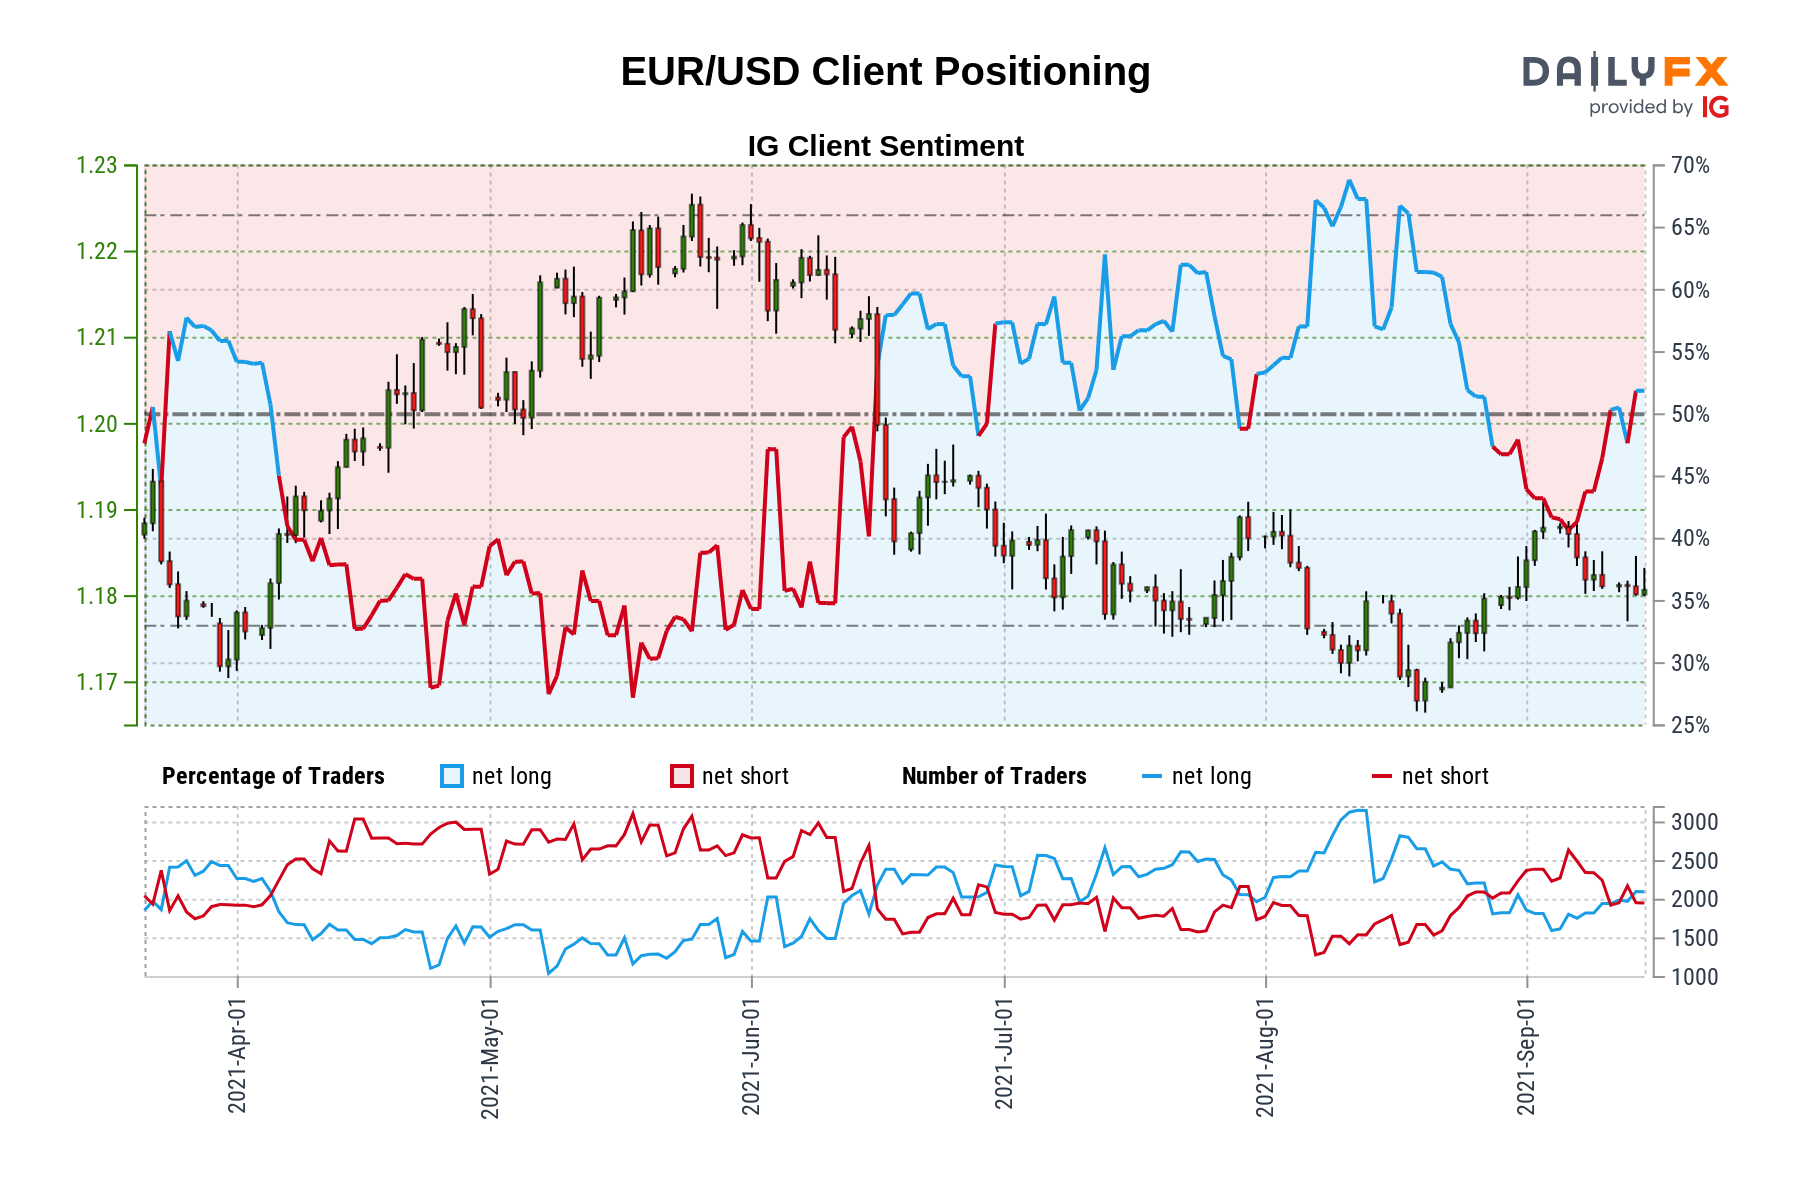 EUR/USD Client Positioning
DAILYFX
provided by IG
IG Client Sentiment
1.23
1.22
1.21
1.20
1.19
1.18
1.17
70%
65%
60%
55%
50%
45%
40%
35%
30%
25%
Percentage of Traders net long net short Number of Traders net long net short
3000
2500
2000
1500
1000
2021-Apr-01
2021-May-01
2021-Jun-01
2021-Jul-01
2021-Aug-01
2021-Sep-01